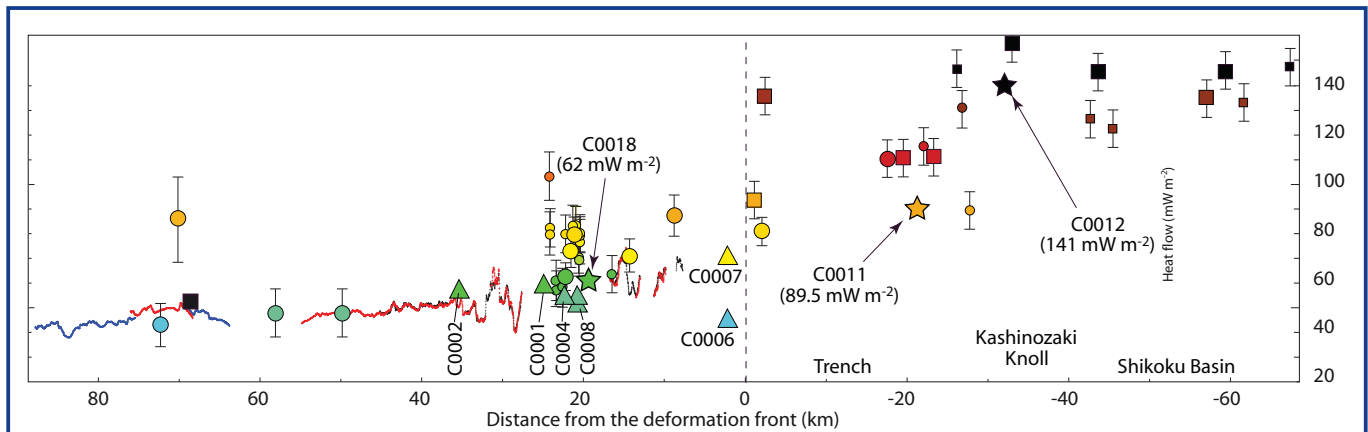 C0018
(62 mW m-2)
C0007
C0006
C0002
C0001
C0004
C0008
C0011
(89.5 mW m-2)
C0012
(141 mW m-2)
Trench
Kashinozaki
Knoll
Shikoku Basin
Heat flow (mW m-2)
140
120
100
80
60
40
20
80
60
40
20
0
-20
-40
-60
Distance from the deformation front (km)